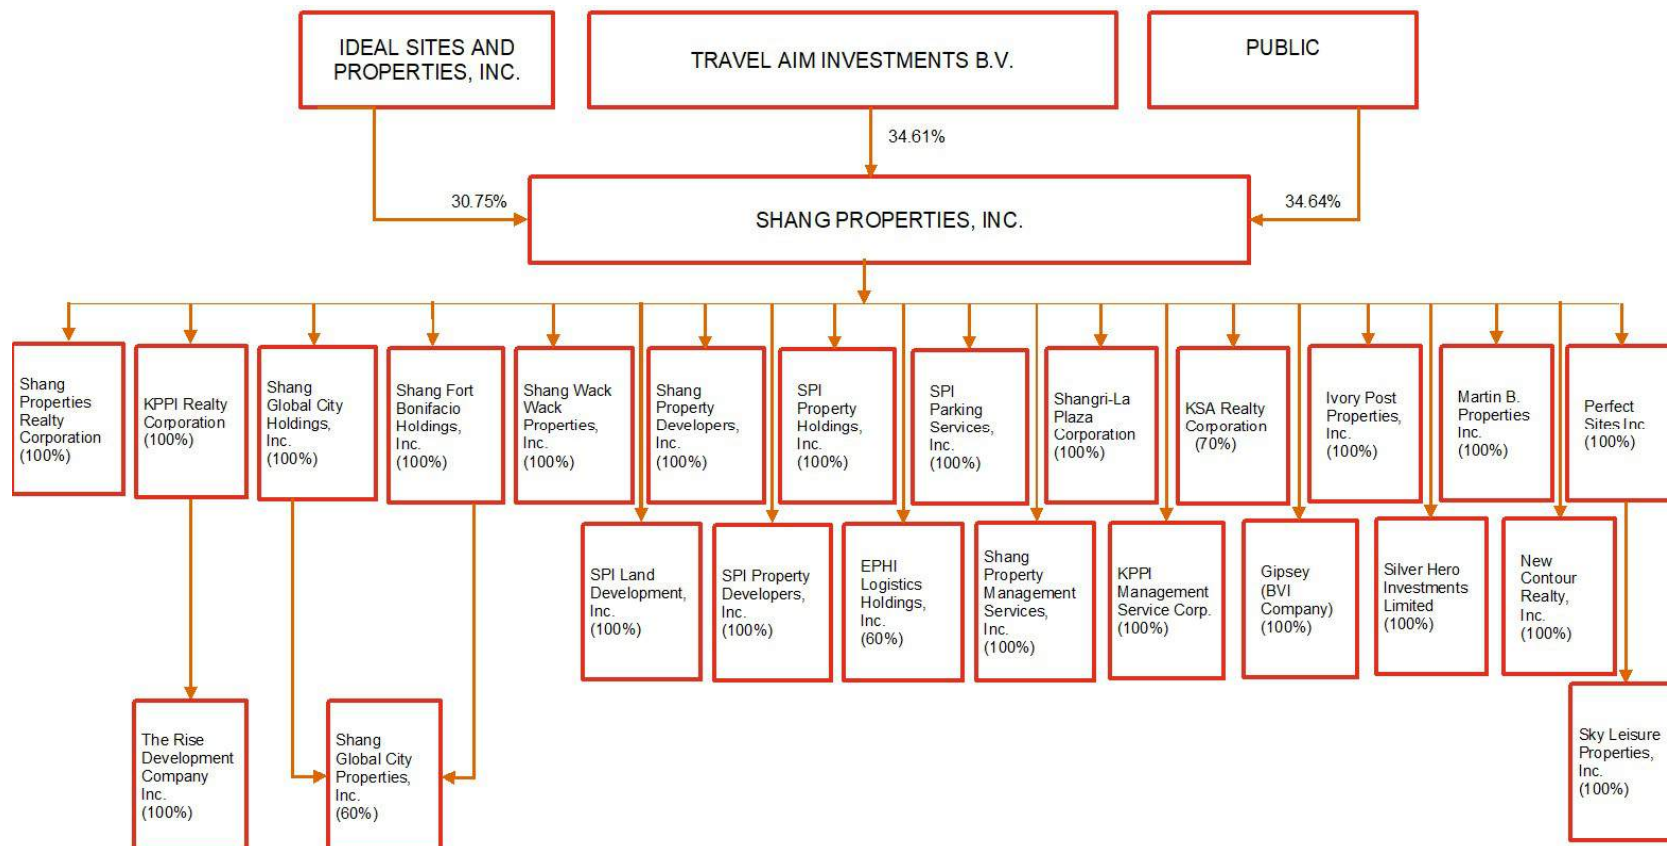 IDEAL SITES AND
PROPERTIES, INC.
TRAVEL AIM INVESTMENTS B.V.
PUBLIC
34.61%
30.75%
34.64%
SHANG PROPERTIES, INC.
Shang
Properties
Realty
Corporation
(100%)
KPPI Realty
Corporation
(100%)
Shang
Global City
Holdings,
Inc.
(100%)
Shang Fort
Bonifacio
Holdings,
Inc.
(100%)
Shang Wack
Wack
Properties,
Inc.
(100%)
Shang
Property
Developers,
Inc.
(100%)
SPI
Property
Holdings,
Inc.
(100%)
SPI
Parking
Services,
Inc.
(100%)
Shangri-La
Plaza
Corporation
(100%)
KSA Realty
Corporation
(70%)
Ivory Post
Properties,
Inc.
(100%)
Martin B.
Properties
Inc.
(100%)
Perfect
Sites Inc
(100%)
SPI Land
Development,
Inc.
(100%)
SPI Property
Developers,
Inc.
(100%)
EPHI
Logistics
Holdings,
Inc.
(60%)
Shang
Property
Management
Services,
Inc.
(100%)
KPPI
Management
Service Corp.
(100%)
Gipsey
(BVI
Company)
(100%)
Silver Hero
Investments
Limited
(100%)
New
Contour
Realty,
Inc.
(100%)
The Rise
Development
Company
Inc.
(100%)
Shang
Global City
Properties,
Inc.
(60%)
Sky Leisure
Properties,
Inc.
(100%)